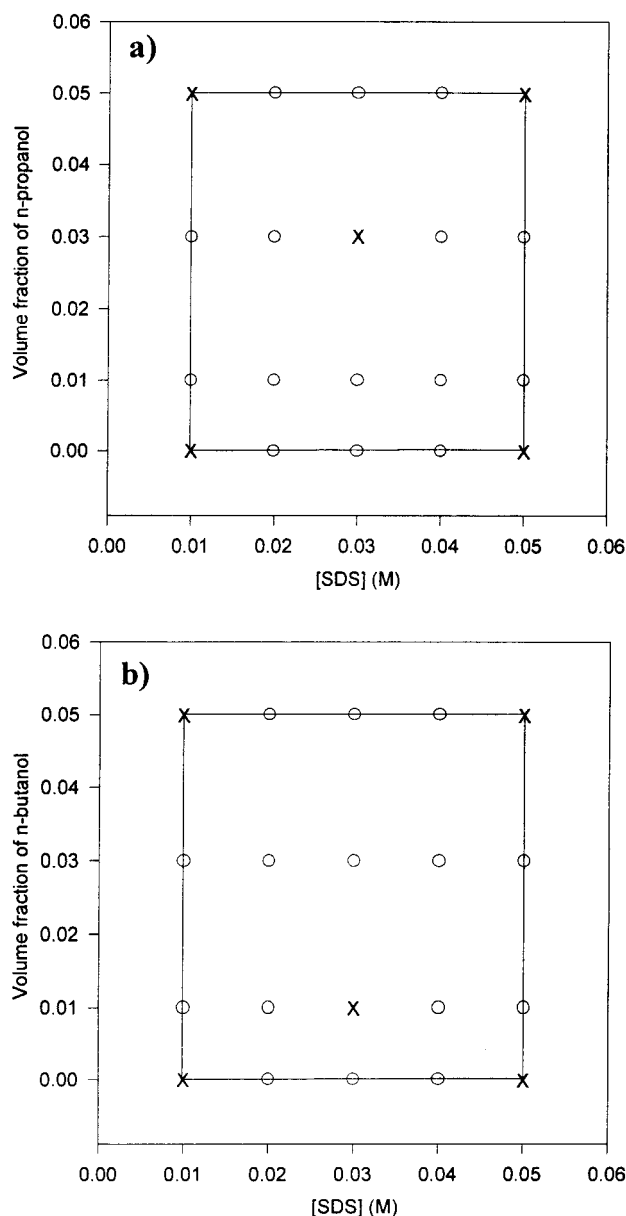 a)
0.06
0.05
0.04
0.03
0.02
0.01
0.00
Volume fraction of n-propanol
X X
X
X X
0.00 0.01 0.02 0.03 0.04 0.05 0.06
[SDS] (M)
b)
0.06
0.05
0.04
0.03
0.02
0.01
0.00
Volume fraction of n-butanol
X X
X
X X
0.00 0.01 0.02 0.03 0.04 0.05 0.06
[SDS] (M)